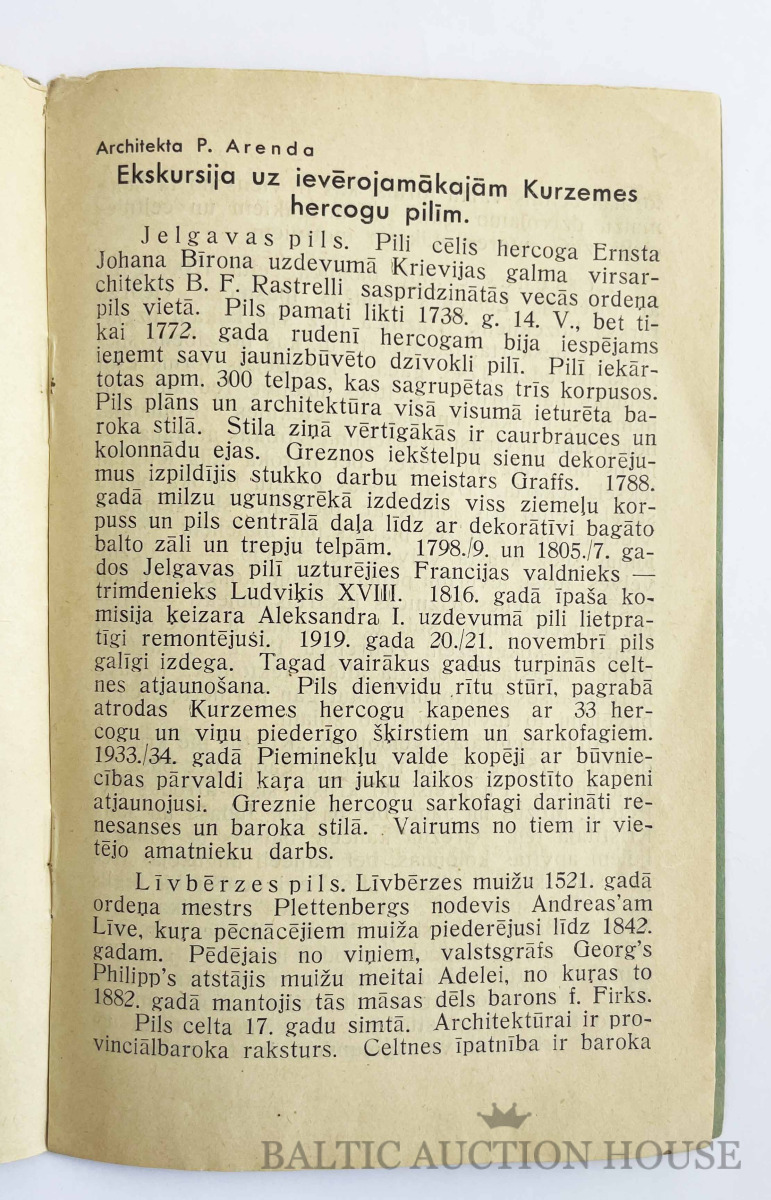 Architekta P. Arenda
Ekskursija uz ievērojamākajām Kurzemes
hercogu pilīm.
Jelgavas pils. Pili cēlis hercoga Ernsta
Johana Bīrona uzdevumā Krievijas galma virsar-
chitekts B. F. Rastrelli saspridzinātās vecās ordeņa
pils vietā. Pils pamati likti 1738. g. 14. V., bet ti-
kai 1772. gada rudenī hercogam bija iespējams
ieņemt savu jaunizbūvēto dzīvokli pilī. Pilī iekār-
totas apm. 300 telpas, kas sagrupētas trīs korpusos.
Pils plāns un architektūra visā visumā ieturēta ba-
roka stilā. Stila ziņā vērtīgākās ir caurbrauces un
kolonnādu ejas. Greznos iekštelpu sienu dekorēju-
mus izpildījis stukko darbu meistars Graffs. 1788.
gadā milzu ugunsgrēkā izdedzis viss ziemeļu kor-
puss un pils centrālā daļa līdz ar dekorātīvi bagāto
balto zāli un trepju telpām. 1798./9. un 1805./7. ga-
dos Jelgavas pilī uzturējies Francijas valdnieks —
trimdenieks Ludviķis XVIII. 1816. gadā īpaša ko-
misija ķeizara Aleksandra I. uzdevumā pili lietpra-
tīgi remontējusi. 1919. gada 20./21. novembrī pils
galīgi izdega. Tagad vairākus gadus turpinās celt-
nes atjaunošana. Pils dienvidu rītu stūrī, pagrabā
atrodas Kurzemes hercogu kapenes ar 33 her-
cogu un viņu piederīgo šķirstiem un sarkofagiem.
1933./34. gadā Pieminekļu valde kopēji ar būvnie-
cības pārvaldi kaŗa un juku laikos izpostīto kapeni
atjaunojusi. Greznie hercogu sarkofagi darināti re-
nesanses un baroka stilā. Vairums no tiem ir vie-
tējo amatnieku darbs.
Līvbērzes pils. Līvbērzes muižu 1521. gadā
ordeņa mestrs Plettenbergs nodevis Andreas'am
Līve, kuŗa pēcnācējiem muiža piederējusi līdz 1842.
gadam. Pēdējais no viņiem, valstsgrāfs Georg's
Philipp's atstājis muižu meitai Adelei, no kuŗas to
1882. gadā mantojis tās māsas dēls barons f. Firks.
Pils celta 17. gadu simtā. Architektūrai ir pro-
vinciālbaroka raksturs. Celtnes īpatnība ir baroka
BALTIC AUCTION HOUSE